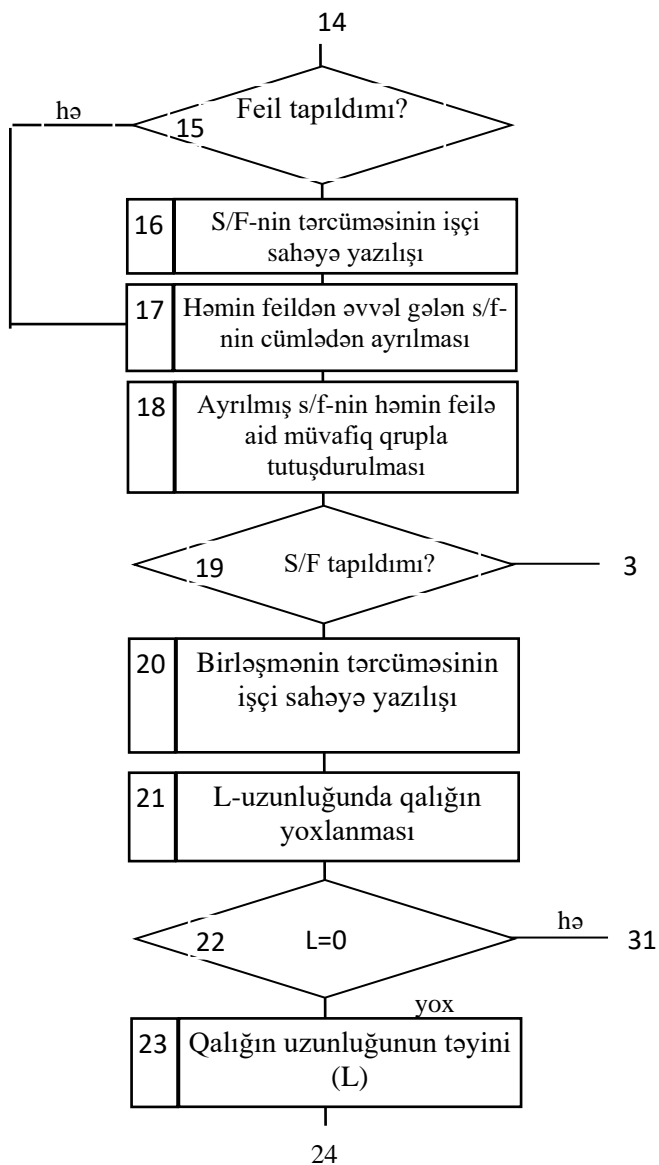 14
Feil tapıldımı?
hə
15
16
S/F-nin tərcüməsinin işçi
sahəyə yazılışı
17
Həmin feildən əvvəl gələn s/f-
nin cümlədən ayrılması
18
Ayrılmış s/f-nin həmin feilə
aid müvafiq qrupla
tutuşdurulması
19
S/F tapıldımı?
3
20
Birləşmənin tərcüməsinin
işçi sahəyə yazılışı
21
L-uzunluğunda qalığın
yoxlanması
22
L=0
hə
31
yox
23
Qalığın uzunluğunun təyini
(L)
24